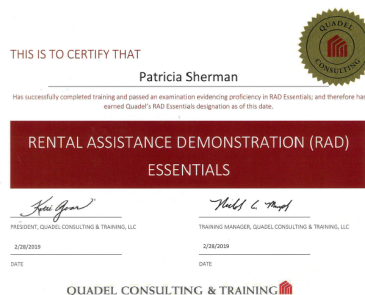 QUADEL
CONSULTING
THIS IS TO CERTIFY THAT
Patricia Sherman
Has successfully completed training and passed an examination evidencing proficiency in RAD Essentials; and therefore has
earned Quadel's RAD Essentials designation as of this date.
RENTAL ASSISTANCE DEMONSTRATION (RAD)
ESSENTIALS
PRESIDENT, QUADEL CONSULTING & TRAINING, LLC
TRAINING MANAGER, QUADEL CONSULTING & TRAINING, LLC
2/28/2019
2/28/2019
DATE
DATE
QUADEL CONSULTING & TRAINING